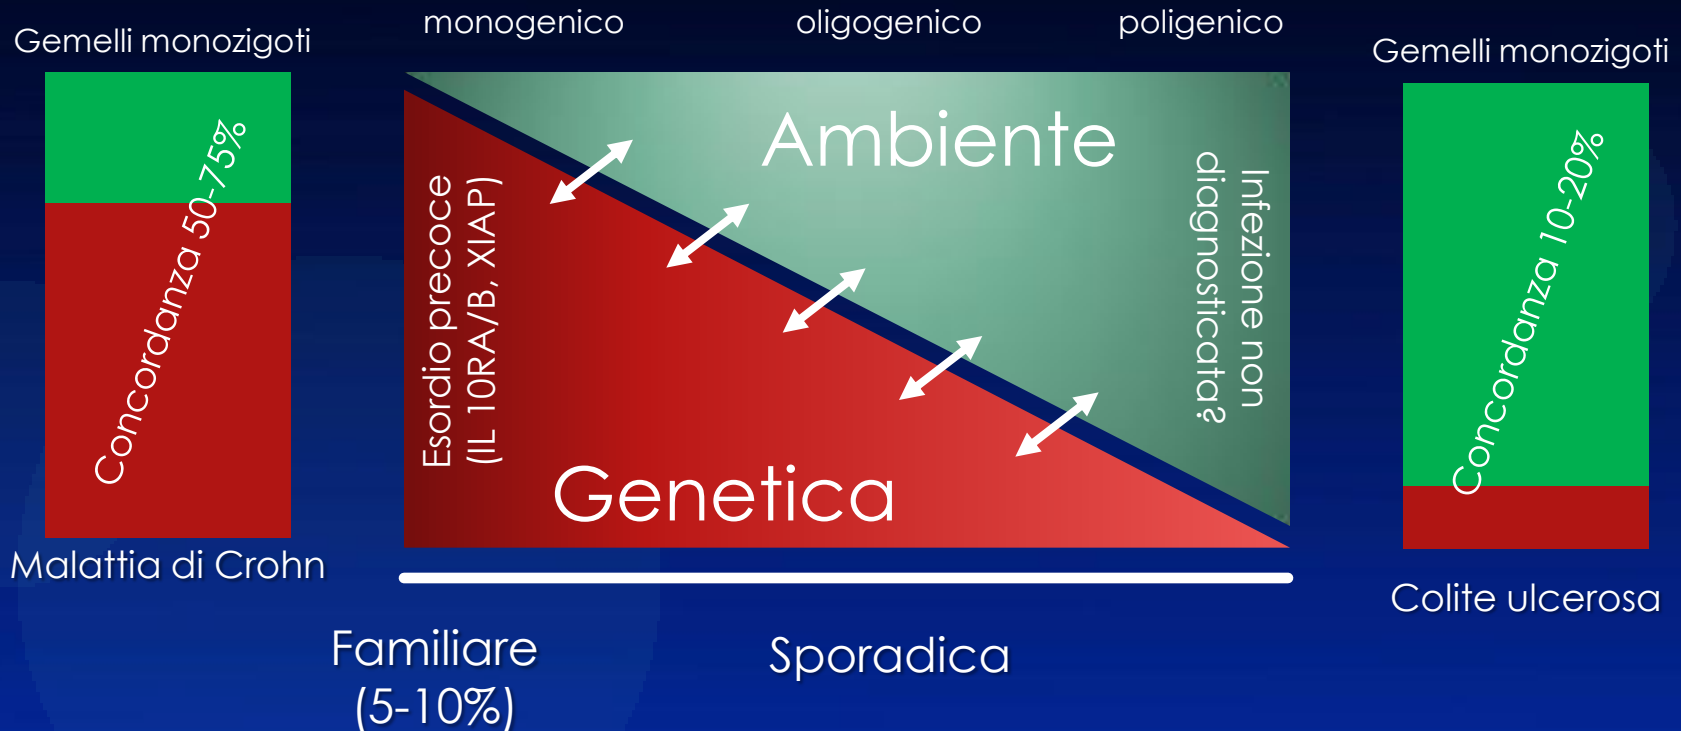 monogenico
oligogenico
poligenico
Gemelli monozigoti
Gemelli monozigoti
Concordanza 50-75%
Esordio precoce
(IL 10RA/B, XIAP)
Ambiente
Genetica
Infezione non
diagnosticata?
Concordanza 10-20%
Malattia di Crohn
Colite ulcerosa
Familiare
(5-10%)
Sporadica